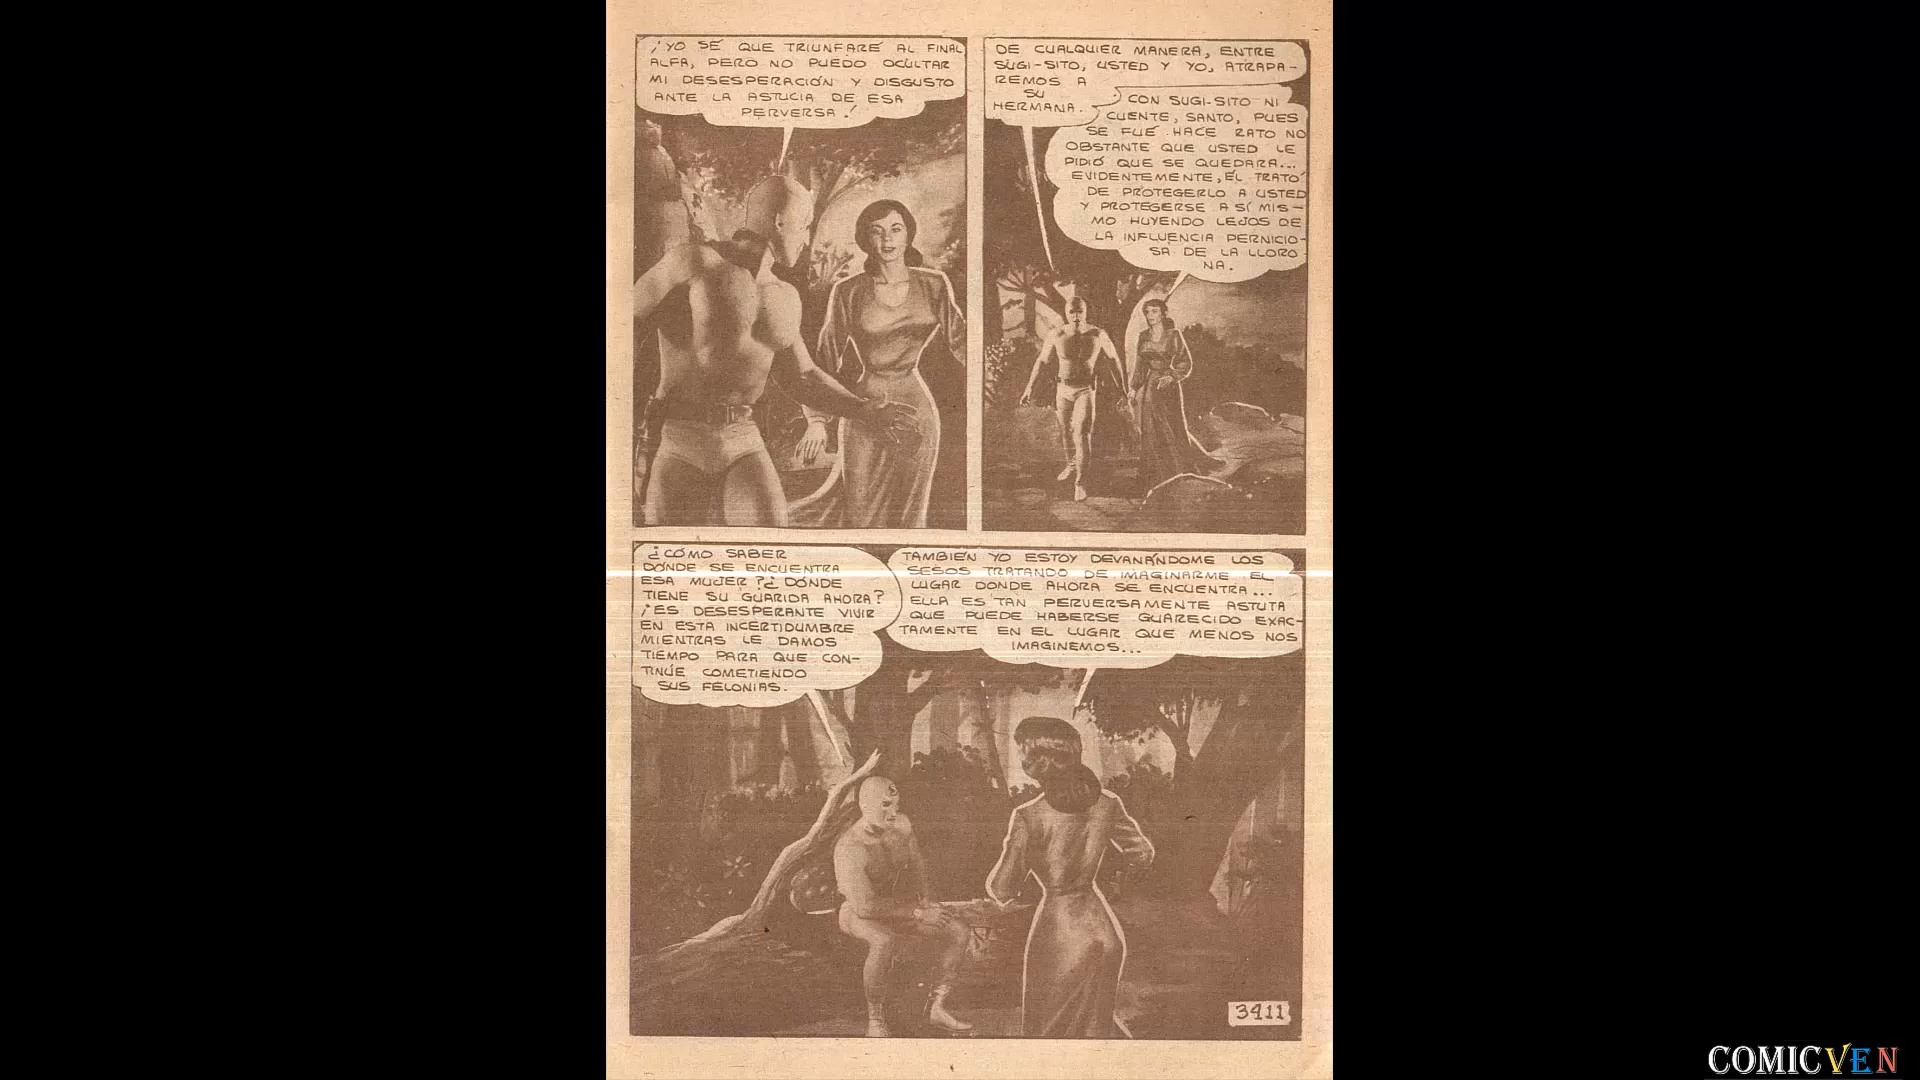 ¡YO SÉ QUE TRIUNFARÉ AL FINAL
ALFA, PERO NO PUEDO OCULTAR
MI DESESPERACIÓN Y DISGUSTO
ANTE LA ASTUCIA DE ESA
PERVERSA!
DE CUALQUIER MANERA, ENTRE
SUGI-SITO, USTED Y YO, ATRAPA-
REMOS A
SU
HERMANA.
CON SUGI-SITO NI
CUENTE, SANTO, PUES
SE FUÉ HACE RATO NO
OBSTANTE QUE USTED LE
PIDIÓ QUE SE QUEDARA...
EVIDENTEMENTE, ÉL TRATÓ
DE PROTEGERLO A USTED
Y PROTEGERSE A SÍ MIS-
MO HUYENDO LEJOS DE
LA INFLUENCIA PERNICIO-
SA DE LA LLORO-
NA.
¿CÓMO SABER
DÓNDE SE ENCUENTRA
ESA MUJER? ¿DÓNDE
TIENE SU GUARIDA AHORA?
¡ES DESESPERANTE VIVIR
EN ESTA INCERTIDUMBRE
MIENTRAS LE DAMOS
TIEMPO PARA QUE CON-
TINÚE COMETIENDO
SUS FELONIAS.
TAMBIÉN YO ESTOY DEVANÁNDOME LOS
SESOS TRATANDO DE IMAGINARME EL
LUGAR DONDE AHORA SE ENCUENTRA...
ELLA ES TAN PERVERSAMENTE ASTUTA
QUE PUEDE HABERSE GUARECIDO EXAC-
TAMENTE EN EL LUGAR QUE MENOS NOS
IMAGINEMOS...
3411
COMICVEN